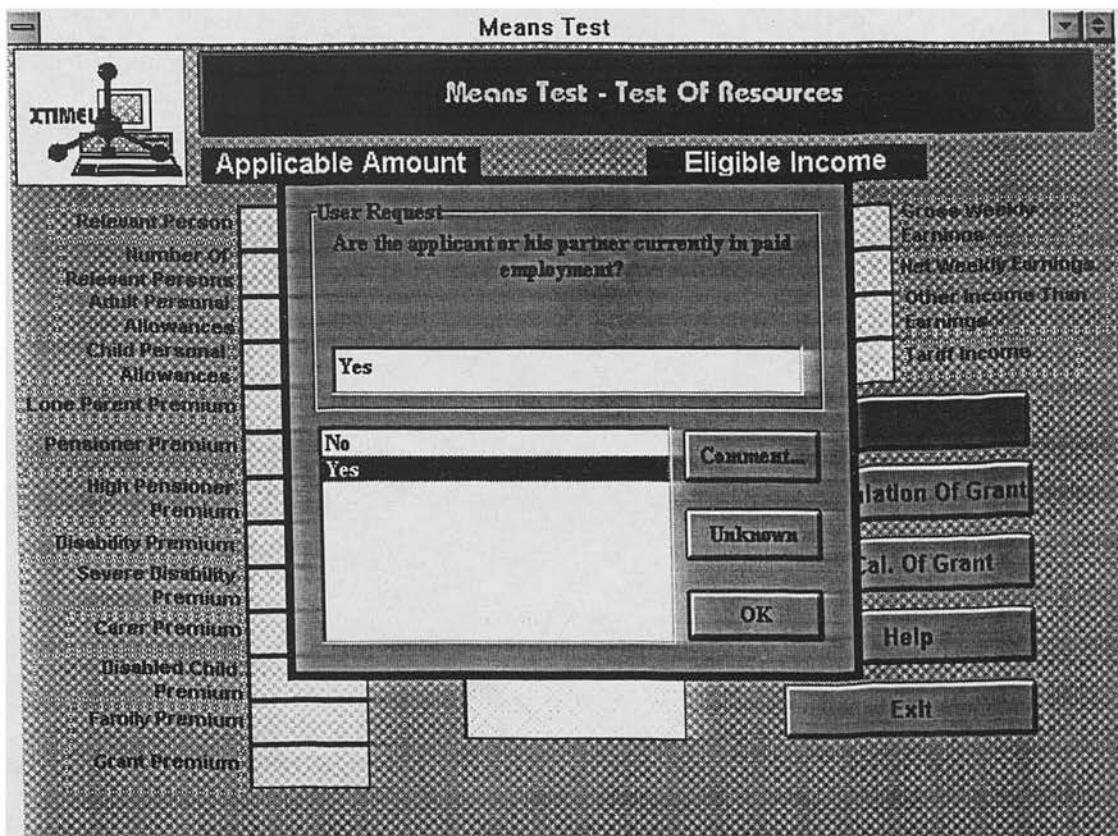 Means Test
XTIMEL
Means Test - Test Of Resources
Applicable Amount
Eligible Income
Relevant Person
Number Of
Relevant Persons
Adult Personal
Allowances
Child Personal
Allowances
Lone Parent Premium
Pensioner Premium
High Pensioner
Premium
Disability Premium
Severe Disability
Premium
Carer Premium
Disabled Child
Premium
Family Premium
Grant Premium
User Request
Are the applicant or his partner currently in paid
employment?
Yes
No
Yes
Comment...
Unknown
OK
Gross Weekly
Earnings
Net Weekly Earnings
Other Income Than
Earnings
Tariff Income
lation Of Grant
Cal. Of Grant
Help
Exit